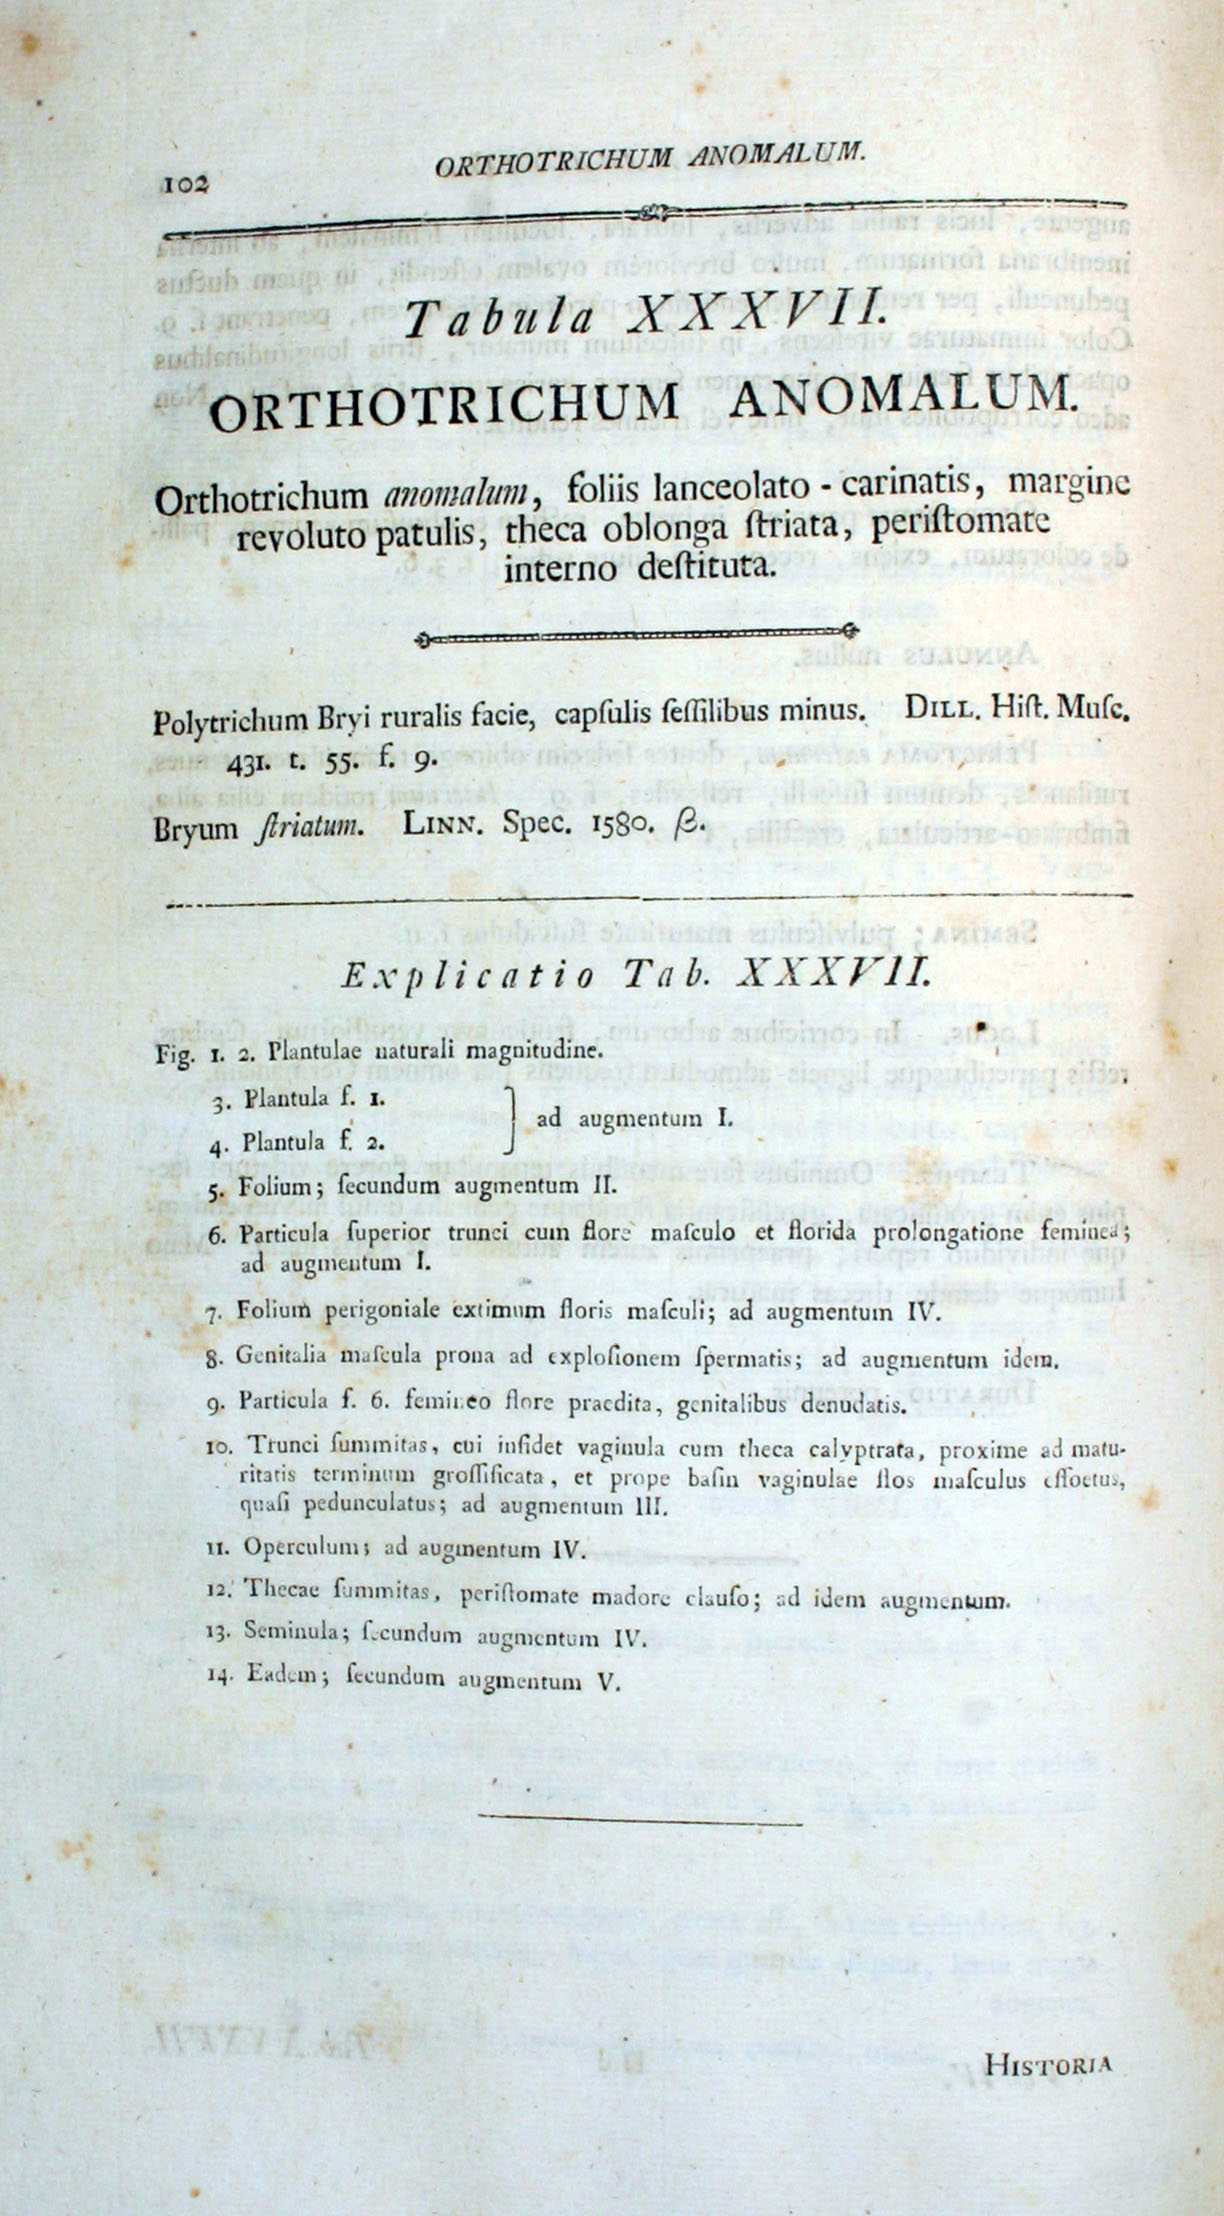 102
ORTHOTRICHUM ANOMALUM.
Tabula XXXVII.
ORTHOTRICHUM ANOMALUM.
Orthotrichum anomalum, foliis lanceolato-carinatis, margine
revoluto patulis, theca oblonga ſtriata, periſtomate
interno deſtituta.
Polytrichum Bryi ruralis facie, capſulis ſeſſilibus minus. DILL. Hiſt. Muſc.
431. t. 55. f. 9.
Bryum ſtriatum. LINN. Spec. 1580. β.
Explicatio Tab. XXXVII.
Fig. 1. 2. Plantulae naturali magnitudine.
3. Plantula f. 1.
4. Plantula f. 2.
] ad augmentum I.
5. Folium; ſecundum augmentum II.
6. Particula ſuperior trunci cum flore maſculo et florida prolongatione feminea;
ad augmentum I.
7. Folium perigoniale extimum floris maſculi; ad augmentum IV.
8. Genitalia maſcula prona ad exploſionem ſpermatis; ad augmentum idem.
9. Particula f. 6. femineo flore praedita, genitalibus denudatis.
10. Trunci ſummitas, cui inſidet vaginula cum theca calyptrata, proxime ad matu-
ritatis terminum groſſificata, et prope baſin vaginulae flos maſculus effoetus,
quaſi pedunculatus; ad augmentum III.
11. Operculum; ad augmentum IV.
12. Thecae ſummitas, periſtomate madore clauſo; ad idem augmentum.
13. Seminula; ſecundum augmentum IV.
14. Eadem; ſecundum augmentum V.
HISTORIA